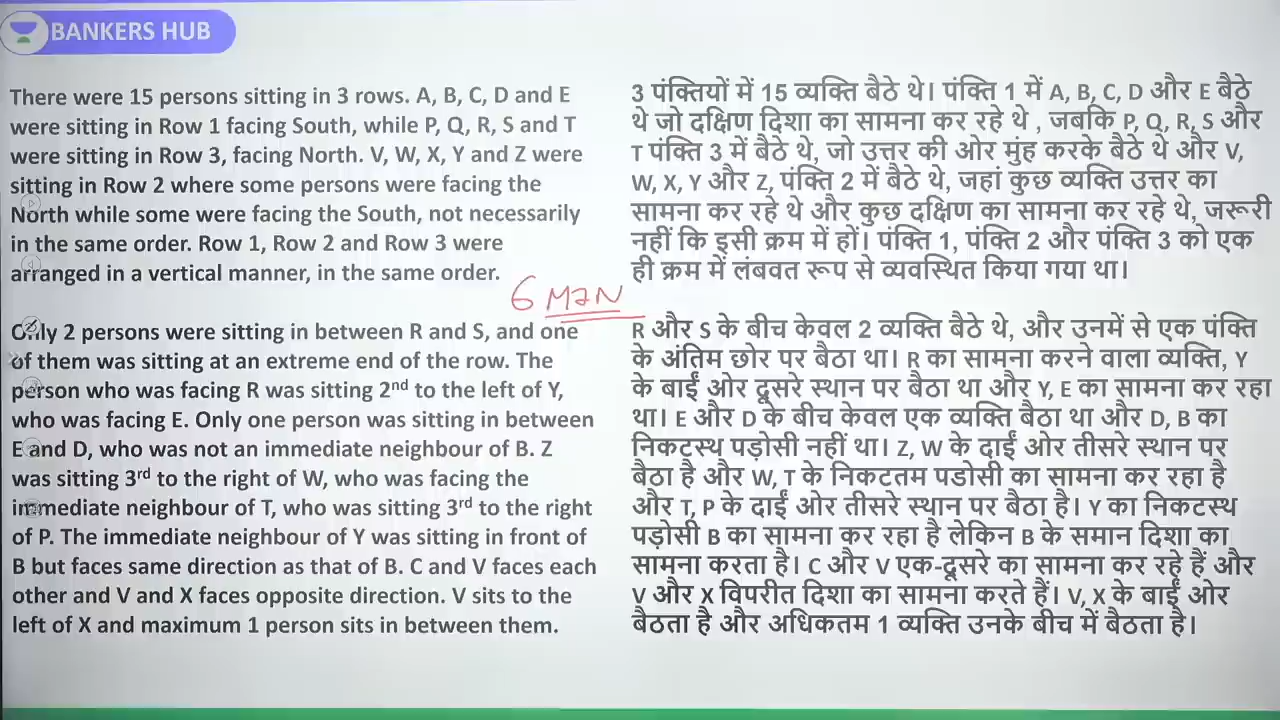 BANKERS HUB
There were 15 persons sitting in 3 rows. A, B, C, D and E
were sitting in Row 1 facing South, while P, Q, R, S and T
were sitting in Row 3, facing North. V, W, X, Y and Z were
sitting in Row 2 where some persons were facing the
North while some were facing the South, not necessarily
in the same order. Row 1, Row 2 and Row 3 were
arranged in a vertical manner, in the same order.
6 MIN
Only 2 persons were sitting in between R and S, and one
of them was sitting at an extreme end of the row. The
person who was facing R was sitting 2nd to the left of Y,
who was facing E. Only one person was sitting in between
E and D, who was not an immediate neighbour of B. Z
was sitting 3rd to the right of W, who was facing the
immediate neighbour of T, who was sitting 3rd to the right
of P. The immediate neighbour of Y was sitting in front of
B but faces same direction as that of B. C and V faces each
other and V and X faces opposite direction. V sits to the
left of X and maximum 1 person sits in between them.
3 पंक्तियों में 15 व्यक्ति बैठे थे। पंक्ति 1 में A, B, C, D और E बैठे
थे जो दक्षिण दिशा का सामना कर रहे थे , जबकि P, Q, R, S और
T पंक्ति 3 में बैठे थे, जो उत्तर की ओर मुंह करके बैठे थे और V,
W, X, Y और Z, पंक्ति 2 में बैठे थे, जहां कुछ व्यक्ति उत्तर का
सामना कर रहे थे और कुछ दक्षिण का सामना कर रहे थे, जरूरी
नहीं कि इसी क्रम में हों। पंक्ति 1, पंक्ति 2 और पंक्ति 3 को एक
ही क्रम में लंबवत रूप से व्यवस्थित किया गया था।
R और S के बीच केवल 2 व्यक्ति बैठे थे, और उनमें से एक पंक्ति
के अंतिम छोर पर बैठा था। R का सामना करने वाला व्यक्ति, Y
के बाईं ओर दूसरे स्थान पर बैठा था और Y, E का सामना कर रहा
था। E और D के बीच केवल एक व्यक्ति बैठा था और D, B का
निकटस्थ पड़ोसी नहीं था। Z, W के दाईं ओर तीसरे स्थान पर
बैठा है और W, T के निकटतम पडोसी का सामना कर रहा है
और T, P के दाईं ओर तीसरे स्थान पर बैठा है। Y का निकटस्थ
पड़ोसी B का सामना कर रहा है लेकिन B के समान दिशा का
सामना करता है। C और V एक-दूसरे का सामना कर रहे हैं और
V और X विपरीत दिशा का सामना करते हैं। V, X के बाईं ओर
बैठता है और अधिकतम 1 व्यक्ति उनके बीच में बैठता है।